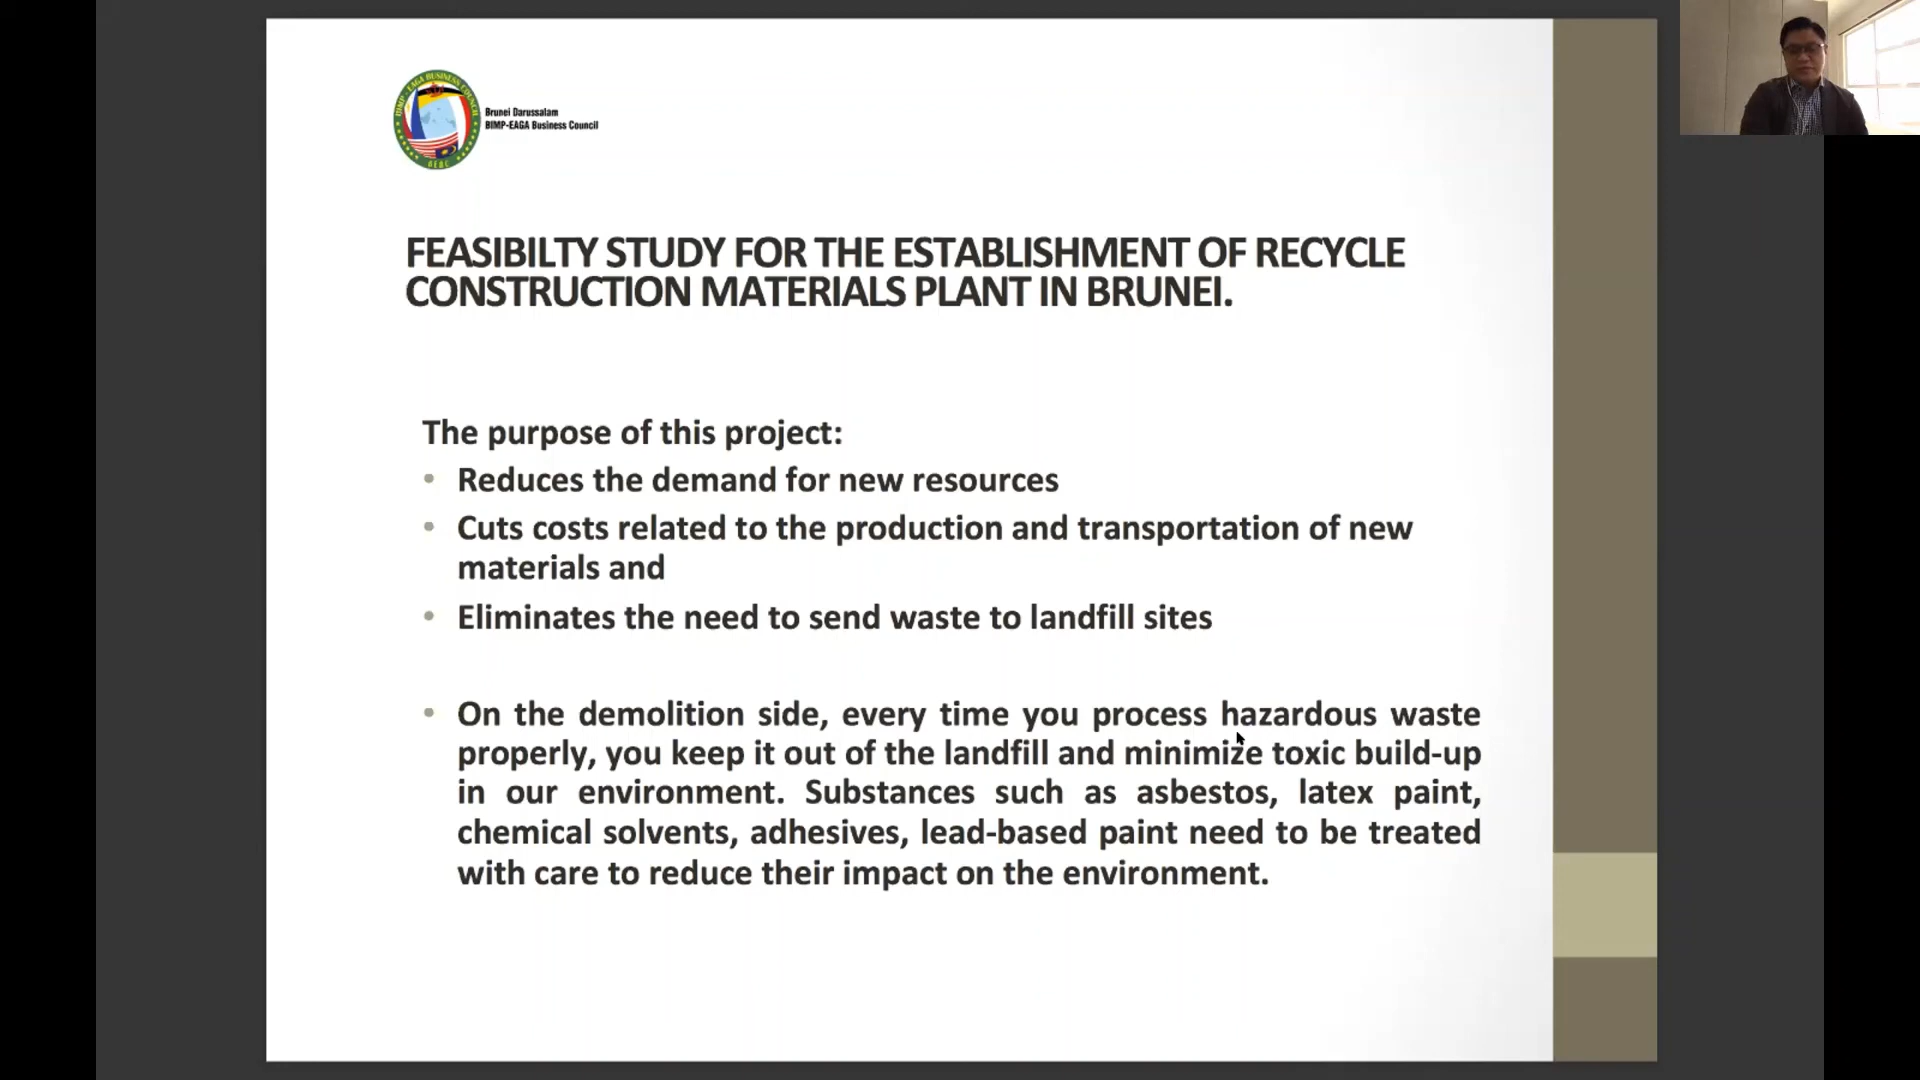 BIMP-EAGA BUSINESS COUNCIL
Brunei Darussalam
BIMP-EAGA Business Council
FEASIBILTY STUDY FOR THE ESTABLISHMENT OF RECYCLE
CONSTRUCTION MATERIALS PLANT IN BRUNEI.
The purpose of this project:
• Reduces the demand for new resources
• Cuts costs related to the production and transportation of new
materials and
• Eliminates the need to send waste to landfill sites
• On the demolition side, every time you process hazardous waste
properly, you keep it out of the landfill and minimize toxic build-up
in our environment. Substances such as asbestos, latex paint,
chemical solvents, adhesives, lead-based paint need to be treated
with care to reduce their impact on the environment.